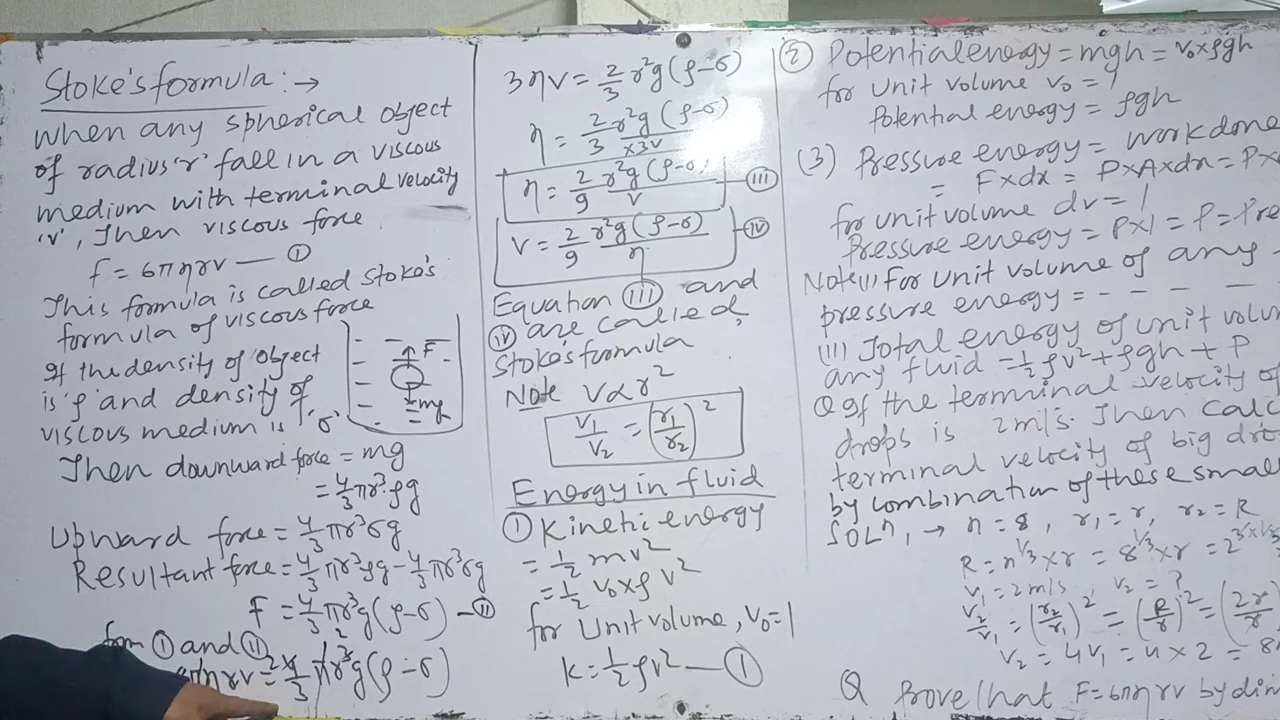 Stoke's formula :→
When any spherical object
of radius 'r' fall in a viscous
medium with terminal velocity
'v', Then viscous force
f = 6πηrv — ①
This formula is called Stoke's
formula of viscous force
If the density of object
is 'ρ' and density of
viscous medium is 'σ'
F
mg
Then downward force = mg
= 4/3 πr³ρg
Upward force = 4/3 πr³σg
Resultant force = 4/3 πr³ρg - 4/3 πr³σg
F = 4/3 πr³g(ρ-σ) — ②
from ① and ②
πηrv = 4/3 πr³g(ρ-σ)
3ηv = 2/3 r²g(ρ-σ)
η = 2/3 r²g(ρ-σ)/×3v
η = 2/9 r²g(ρ-σ)/v — (III)
v = 2/9 r²g(ρ-σ)/η — (IV)
Equation (III) and
(IV) are called,
Stoke's formula
Note v∝r²
v₁/v₂ = (r₁/r₂)²
Energy in fluid
① Kinetic energy
= 1/2 mv²
= 1/2 v₀×ρ v²
for Unit volume, v₀=1
K = 1/2 ρv² — ①
② Potential energy = mgh = v₀×ρgh
for Unit volume v₀ = 1
Potential energy = ρgh
(3) Pressure energy = work done
= F×dx = P×A×dx = P×
for unit volume dv = 1
Pressure energy = P×1 = P = Pre
Note (i) For Unit volume of any
pressure energy = - - - -
(ii) Total energy of unit volum
any fluid = 1/2 ρv² + ρgh + P
Q If the terminal velocity of
drops is 2m/s. Then calc
terminal velocity of big dro
by combination of these small
SOLⁿ, → n = 8, r₁ = r, r₂ = R
R = n^1/3 × r = 8^1/3 × r = 2^3×1/3
v₁ = 2m/s, v₂ = ?
v₂/v₁ = (r₂/r₁)² = (R/r)² = (2r/r
v₂ = 4v₁ = 4 × 2 = 8
Q Prove that F = 6πηrv by dim